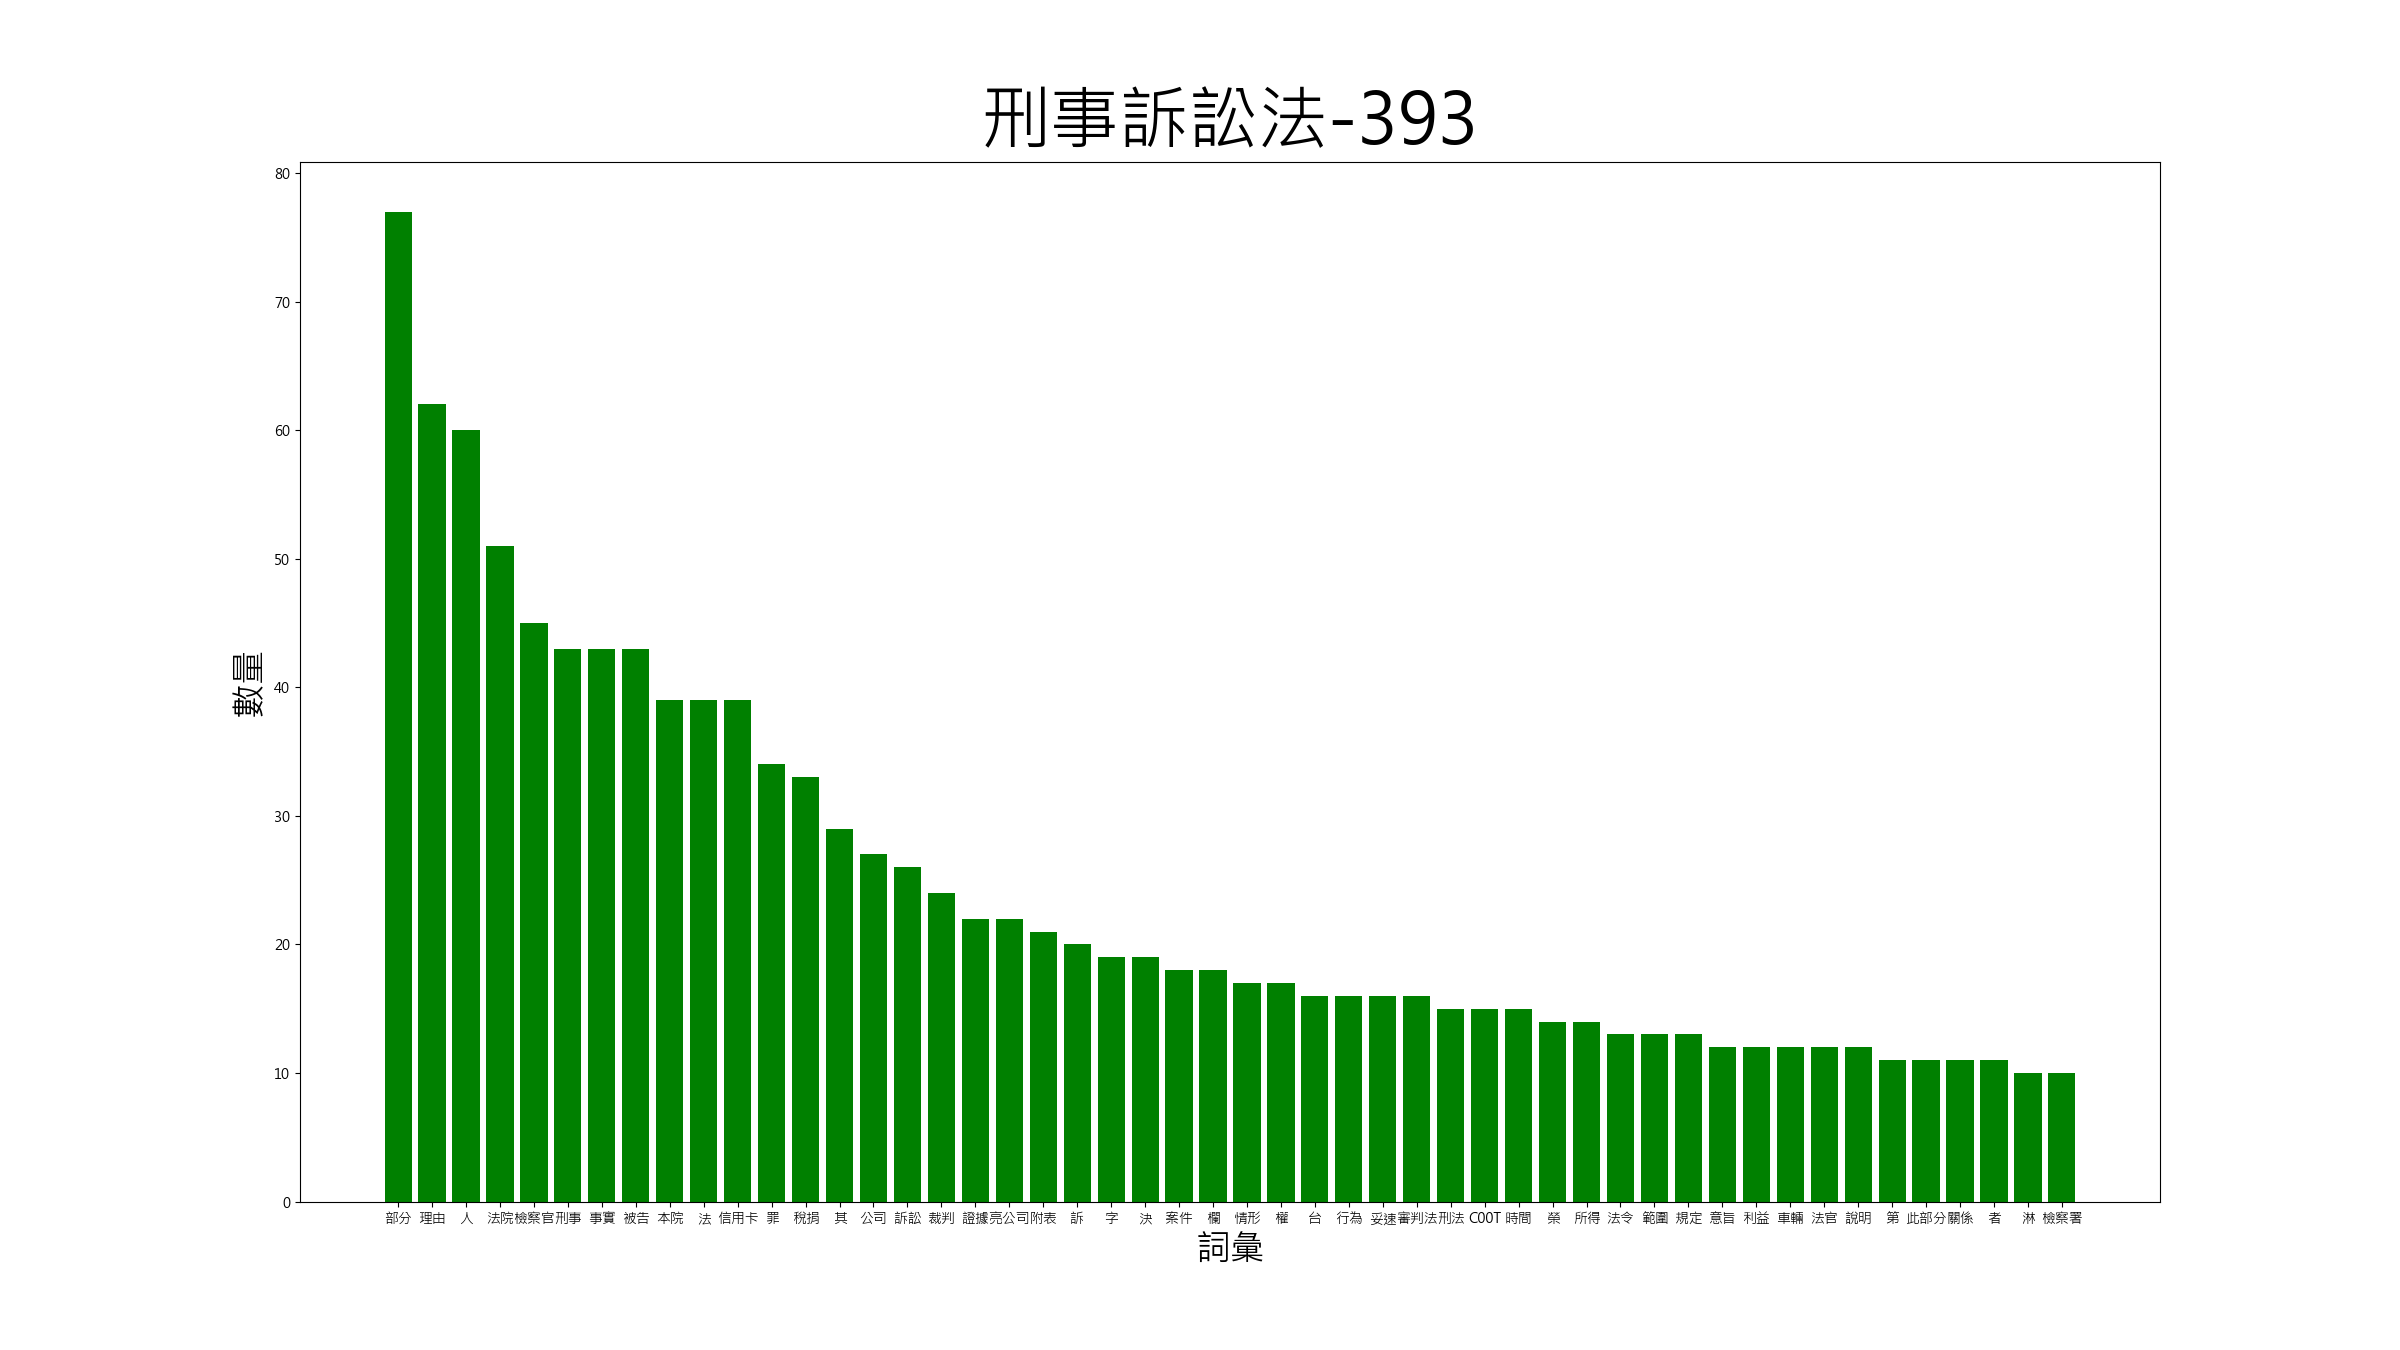 刑事訴訟法-393
80
70
60
50
40
30
20
10
0
數量
部分 理由 人 法院 檢察官 刑事 事實 被告 本院 法 信用卡 罪 稅捐 其 公司 訴訟 裁判 證據 亮公司 附表 訴 字 決 案件 欄 情形 權 台 行為 妥速 審判法 刑法 C00T 時間 榮 所得 法令 範圍 規定 意旨 利益 車輛 法官 說明 第 此部分 關係 者 淋 檢察署
詞彙